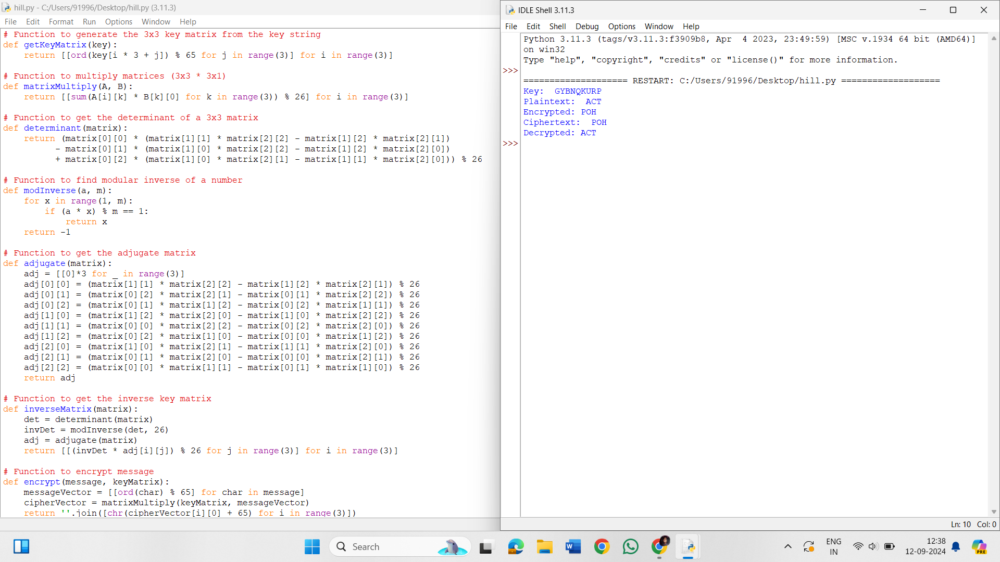 hill.py - C:/Users/91996/Desktop/hill.py (3.11.3)
File Edit Format Run Options Window Help
# Function to generate the 3x3 key matrix from the key string
def getKeyMatrix(key):
    return [[ord(key[i * 3 + j]) % 65 for j in range(3)] for i in range(3)]

# Function to multiply matrices (3x3 * 3x1)
def matrixMultiply(A, B):
    return [[sum(A[i][k] * B[k][0] for k in range(3)) % 26] for i in range(3)]

# Function to get the determinant of a 3x3 matrix
def determinant(matrix):
    return (matrix[0][0] * (matrix[1][1] * matrix[2][2] - matrix[1][2] * matrix[2][1])
          - matrix[0][1] * (matrix[1][0] * matrix[2][2] - matrix[1][2] * matrix[2][0])
          + matrix[0][2] * (matrix[1][0] * matrix[2][1] - matrix[1][1] * matrix[2][0])) % 26

# Function to find modular inverse of a number
def modInverse(a, m):
    for x in range(1, m):
        if (a * x) % m == 1:
            return x
    return -1

# Function to get the adjugate matrix
def adjugate(matrix):
    adj = [[0]*3 for _ in range(3)]
    adj[0][0] = (matrix[1][1] * matrix[2][2] - matrix[1][2] * matrix[2][1]) % 26
    adj[0][1] = (matrix[0][2] * matrix[2][1] - matrix[0][1] * matrix[2][2]) % 26
    adj[0][2] = (matrix[0][1] * matrix[1][2] - matrix[0][2] * matrix[1][1]) % 26
    adj[1][0] = (matrix[1][2] * matrix[2][0] - matrix[1][0] * matrix[2][2]) % 26
    adj[1][1] = (matrix[0][0] * matrix[2][2] - matrix[0][2] * matrix[2][0]) % 26
    adj[1][2] = (matrix[0][2] * matrix[1][0] - matrix[0][0] * matrix[1][2]) % 26
    adj[2][0] = (matrix[1][0] * matrix[2][1] - matrix[1][1] * matrix[2][0]) % 26
    adj[2][1] = (matrix[0][1] * matrix[2][0] - matrix[0][0] * matrix[2][1]) % 26
    adj[2][2] = (matrix[0][0] * matrix[1][1] - matrix[0][1] * matrix[1][0]) % 26
    return adj

# Function to get the inverse key matrix
def inverseMatrix(matrix):
    det = determinant(matrix)
    invDet = modInverse(det, 26)
    adj = adjugate(matrix)
    return [[(invDet * adj[i][j]) % 26 for j in range(3)] for i in range(3)]

# Function to encrypt message
def encrypt(message, keyMatrix):
    messageVector = [[ord(char) % 65] for char in message]
    cipherVector = matrixMultiply(keyMatrix, messageVector)
    return ''.join([chr(cipherVector[i][0] + 65) for i in range(3)])
IDLE Shell 3.11.3
File Edit Shell Debug Options Window Help
Python 3.11.3 (tags/v3.11.3:f3909b8, Apr  4 2023, 23:49:59) [MSC v.1934 64 bit (AMD64)]
on win32
Type "help", "copyright", "credits" or "license()" for more information.
>>>
==================== RESTART: C:/Users/91996/Desktop/hill.py ===================
Key:  GYBNQKURP
Plaintext:  ACT
Encrypted: POH
Ciphertext:  POH
Decrypted: ACT
>>>
Ln: 10 Col: 0
Search
W
ENG
IN
12:38
12-09-2024
PRE